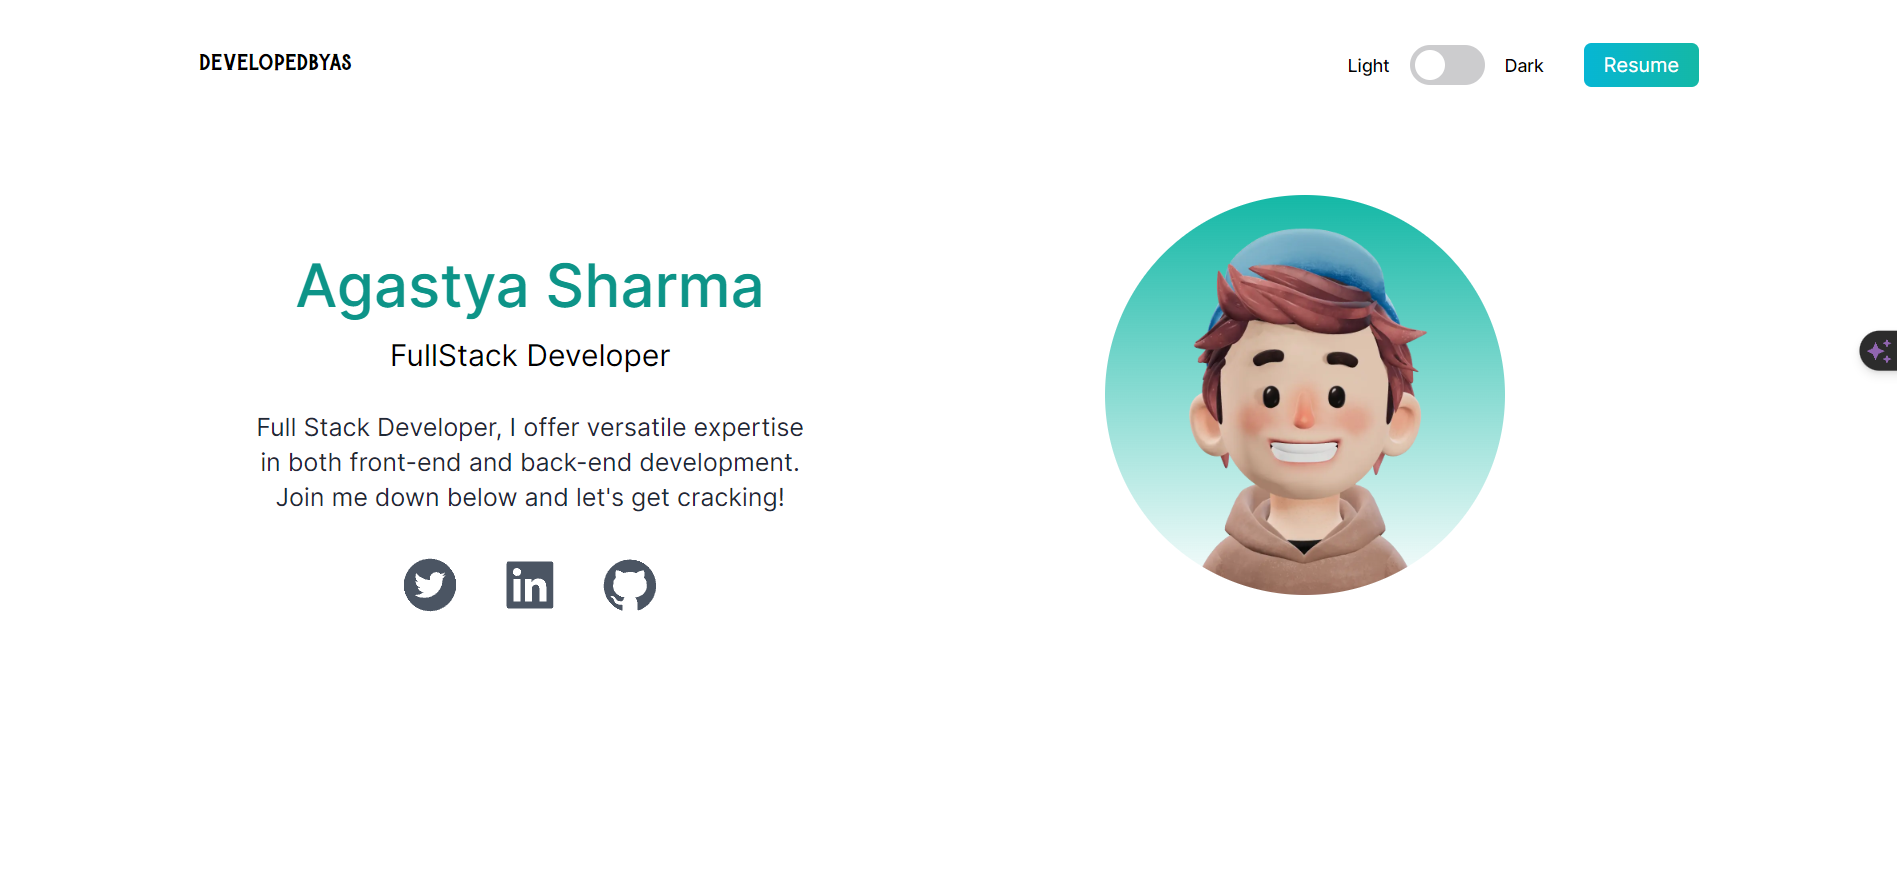 DEVELOPEDBYAS
Light
Dark
Resume
Agastya Sharma
FullStack Developer
Full Stack Developer, I offer versatile expertise
in both front-end and back-end development.
Join me down below and let's get cracking!
in